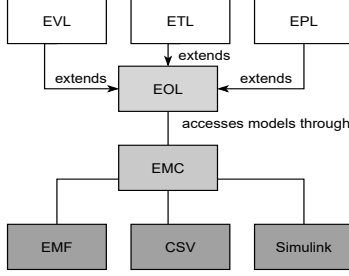 EVL
ETL
EPL
extends
extends
extends
EOL
accesses models through
EMC
EMF
CSV
Simulink